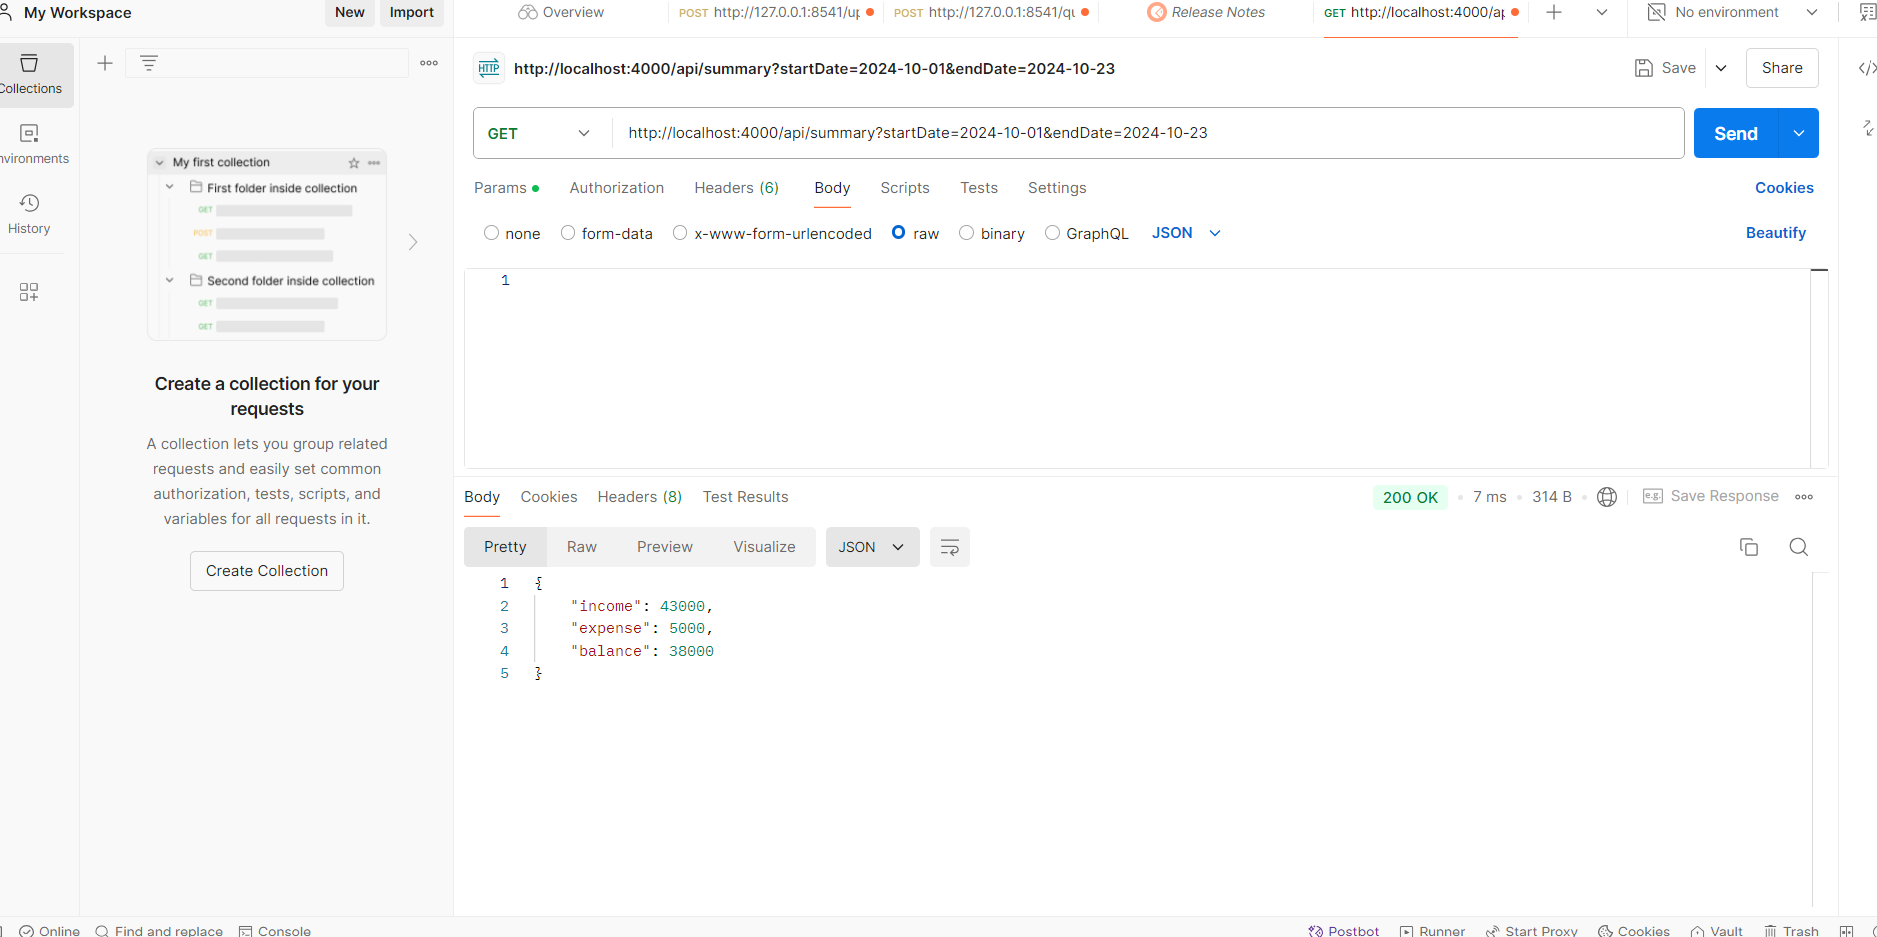 My Workspace
New
Import
Overview
POST http://127.0.0.1:8541/up
POST http://127.0.0.1:8541/qu
Release Notes
GET http://localhost:4000/ap
No environment
Collections
nvironments
History
My first collection
First folder inside collection
GET
POST
GET
Second folder inside collection
GET
GET
Create a collection for your
requests
A collection lets you group related
requests and easily set common
authorization, tests, scripts, and
variables for all requests in it.
Create Collection
HTTP
http://localhost:4000/api/summary?startDate=2024-10-01&endDate=2024-10-23
Save
Share
GET
http://localhost:4000/api/summary?startDate=2024-10-01&endDate=2024-10-23
Send
Params
Authorization
Headers (6)
Body
Scripts
Tests
Settings
Cookies
none
form-data
x-www-form-urlencoded
raw
binary
GraphQL
JSON
Beautify
1
Body
Cookies
Headers (8)
Test Results
200 OK
7 ms
314 B
e.g.
Save Response
Pretty
Raw
Preview
Visualize
JSON
1 {
2 "income": 43000,
3 "expense": 5000,
4 "balance": 38000
5 }
Online
Find and replace
Console
Postbot
Runner
Start Proxy
Cookies
Vault
Trash